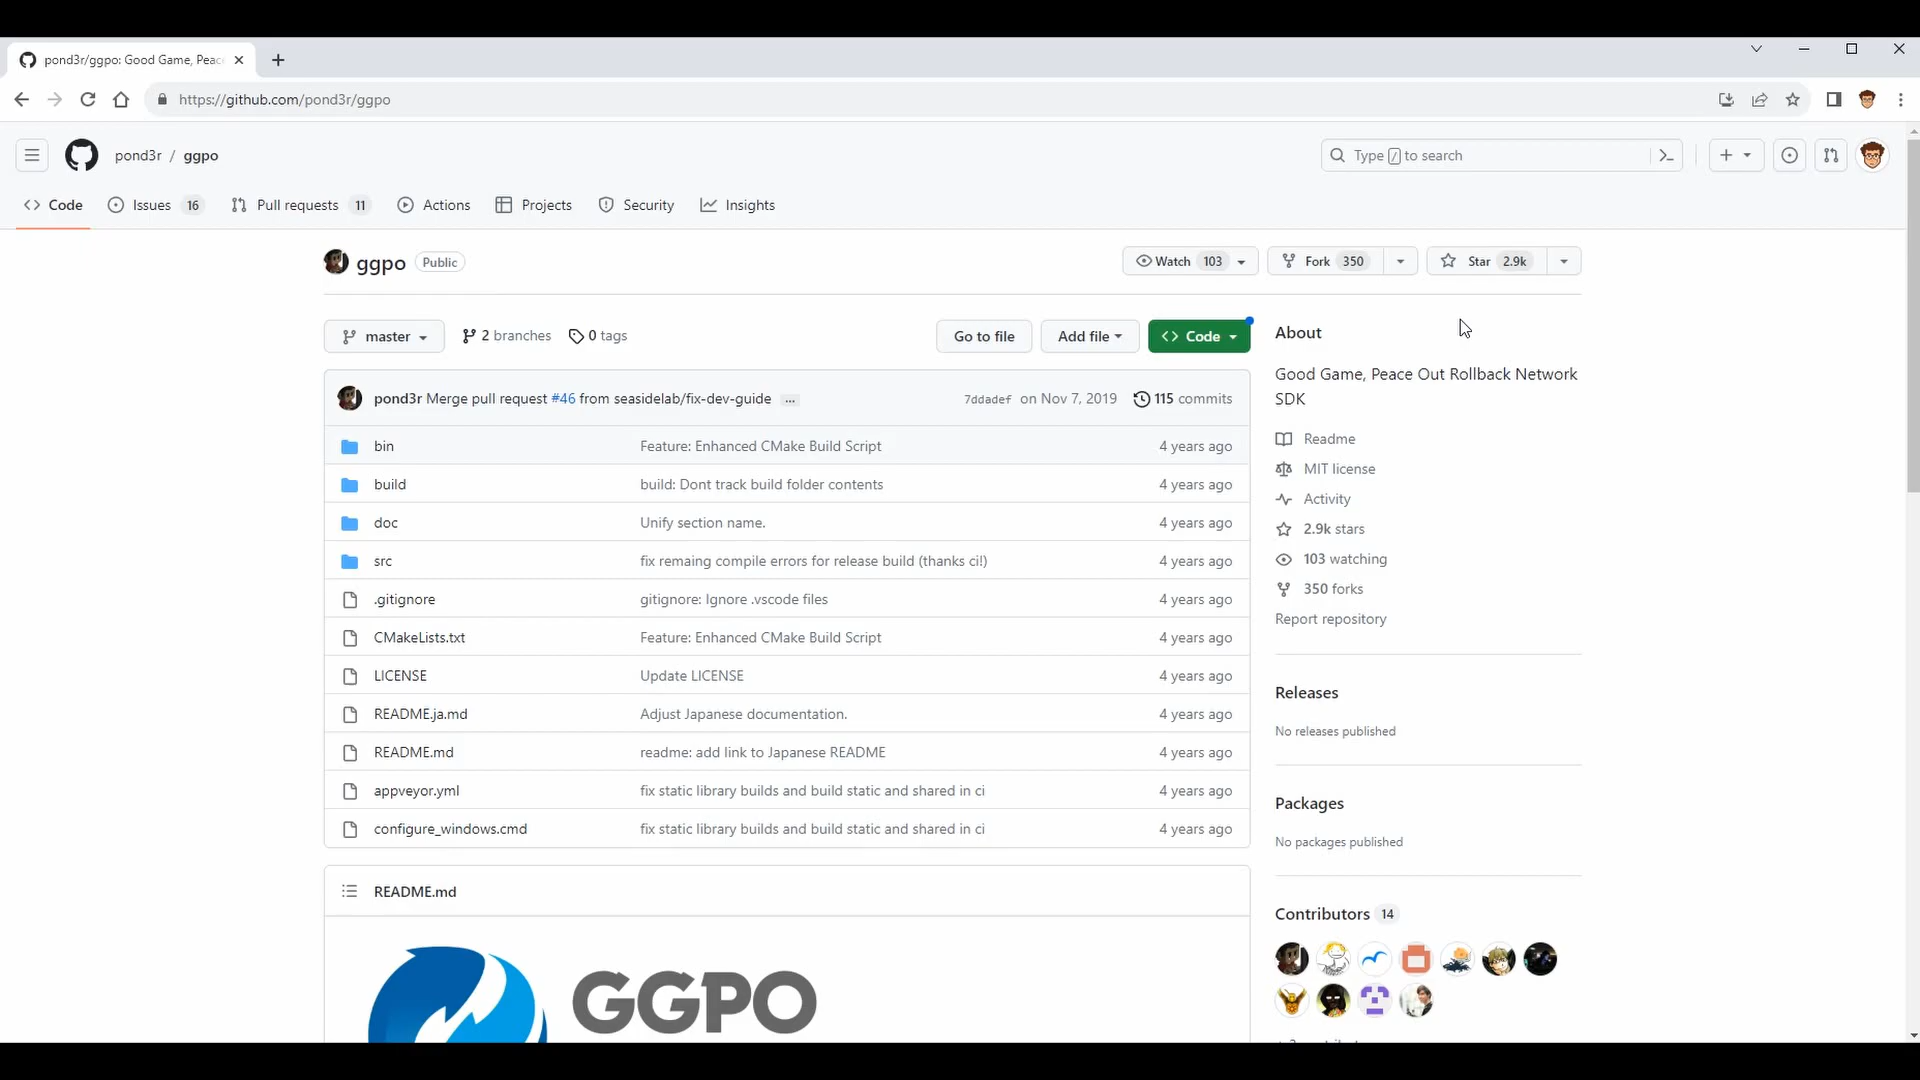 pond3r/ggpo: Good Game, Peac
https://github.com/pond3r/ggpo
pond3r / ggpo
Type / to search
Code
Issues 16
Pull requests 11
Actions
Projects
Security
Insights
ggpo Public
Watch 103
Fork 350
Star 2.9k
master
2 branches
0 tags
Go to file
Add file
Code
pond3r Merge pull request #46 from seasidelab/fix-dev-guide ...
7ddadef on Nov 7, 2019
115 commits
bin Feature: Enhanced CMake Build Script 4 years ago
build build: Dont track build folder contents 4 years ago
doc Unify section name. 4 years ago
src fix remaing compile errors for release build (thanks ci!) 4 years ago
.gitignore gitignore: Ignore .vscode files 4 years ago
CMakeLists.txt Feature: Enhanced CMake Build Script 4 years ago
LICENSE Update LICENSE 4 years ago
README.ja.md Adjust Japanese documentation. 4 years ago
README.md readme: add link to Japanese README 4 years ago
appveyor.yml fix static library builds and build static and shared in ci 4 years ago
configure_windows.cmd fix static library builds and build static and shared in ci 4 years ago
README.md
GGPO
About
Good Game, Peace Out Rollback Network
SDK
Readme
MIT license
Activity
2.9k stars
103 watching
350 forks
Report repository
Releases
No releases published
Packages
No packages published
Contributors 14